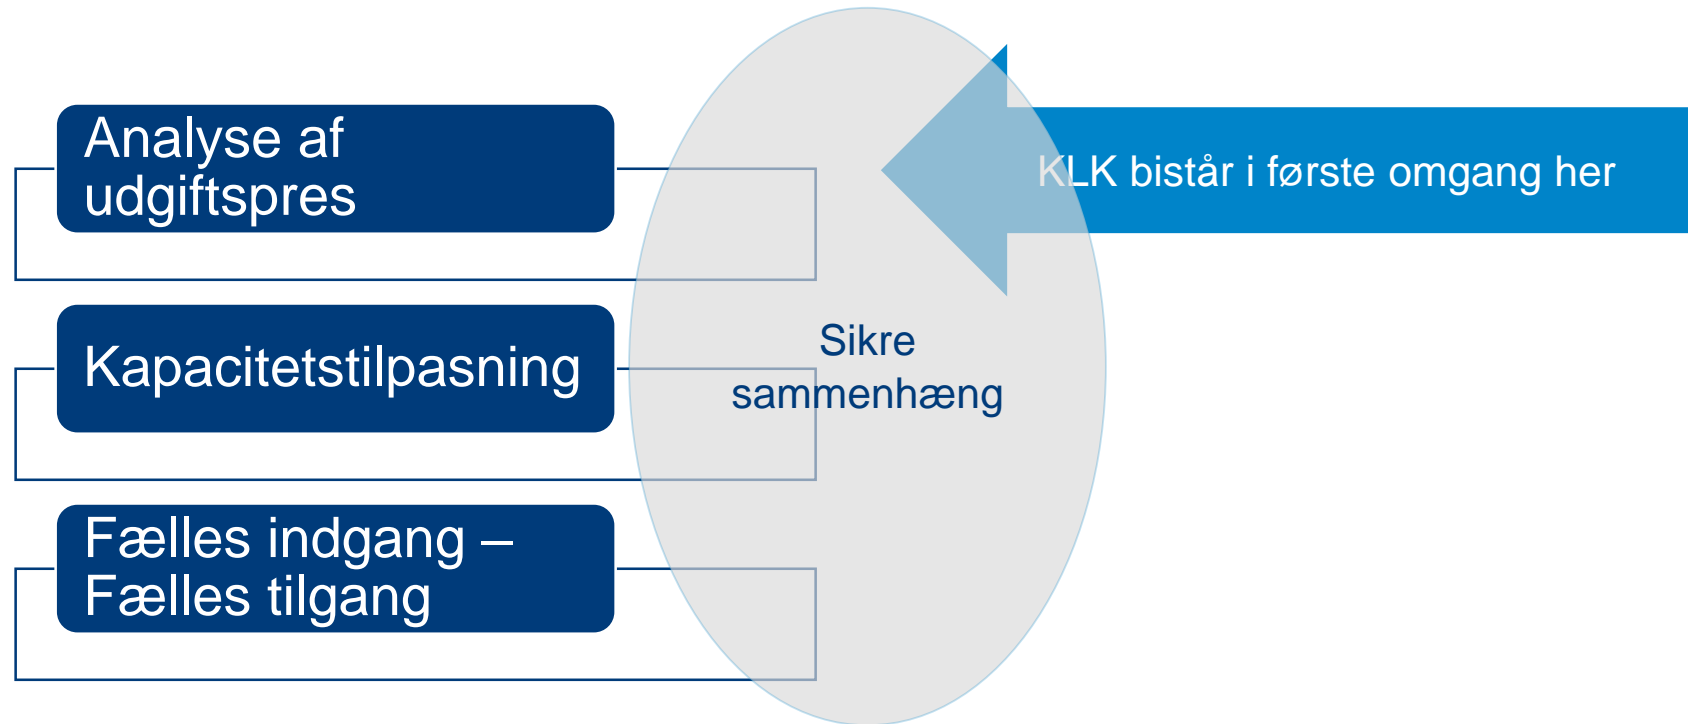 Analyse af
udgiftspres
KLK bistår i første omgang her
Sikre
sammenhæng
Kapacitetstilpasning
Fælles indgang –
Fælles tilgang